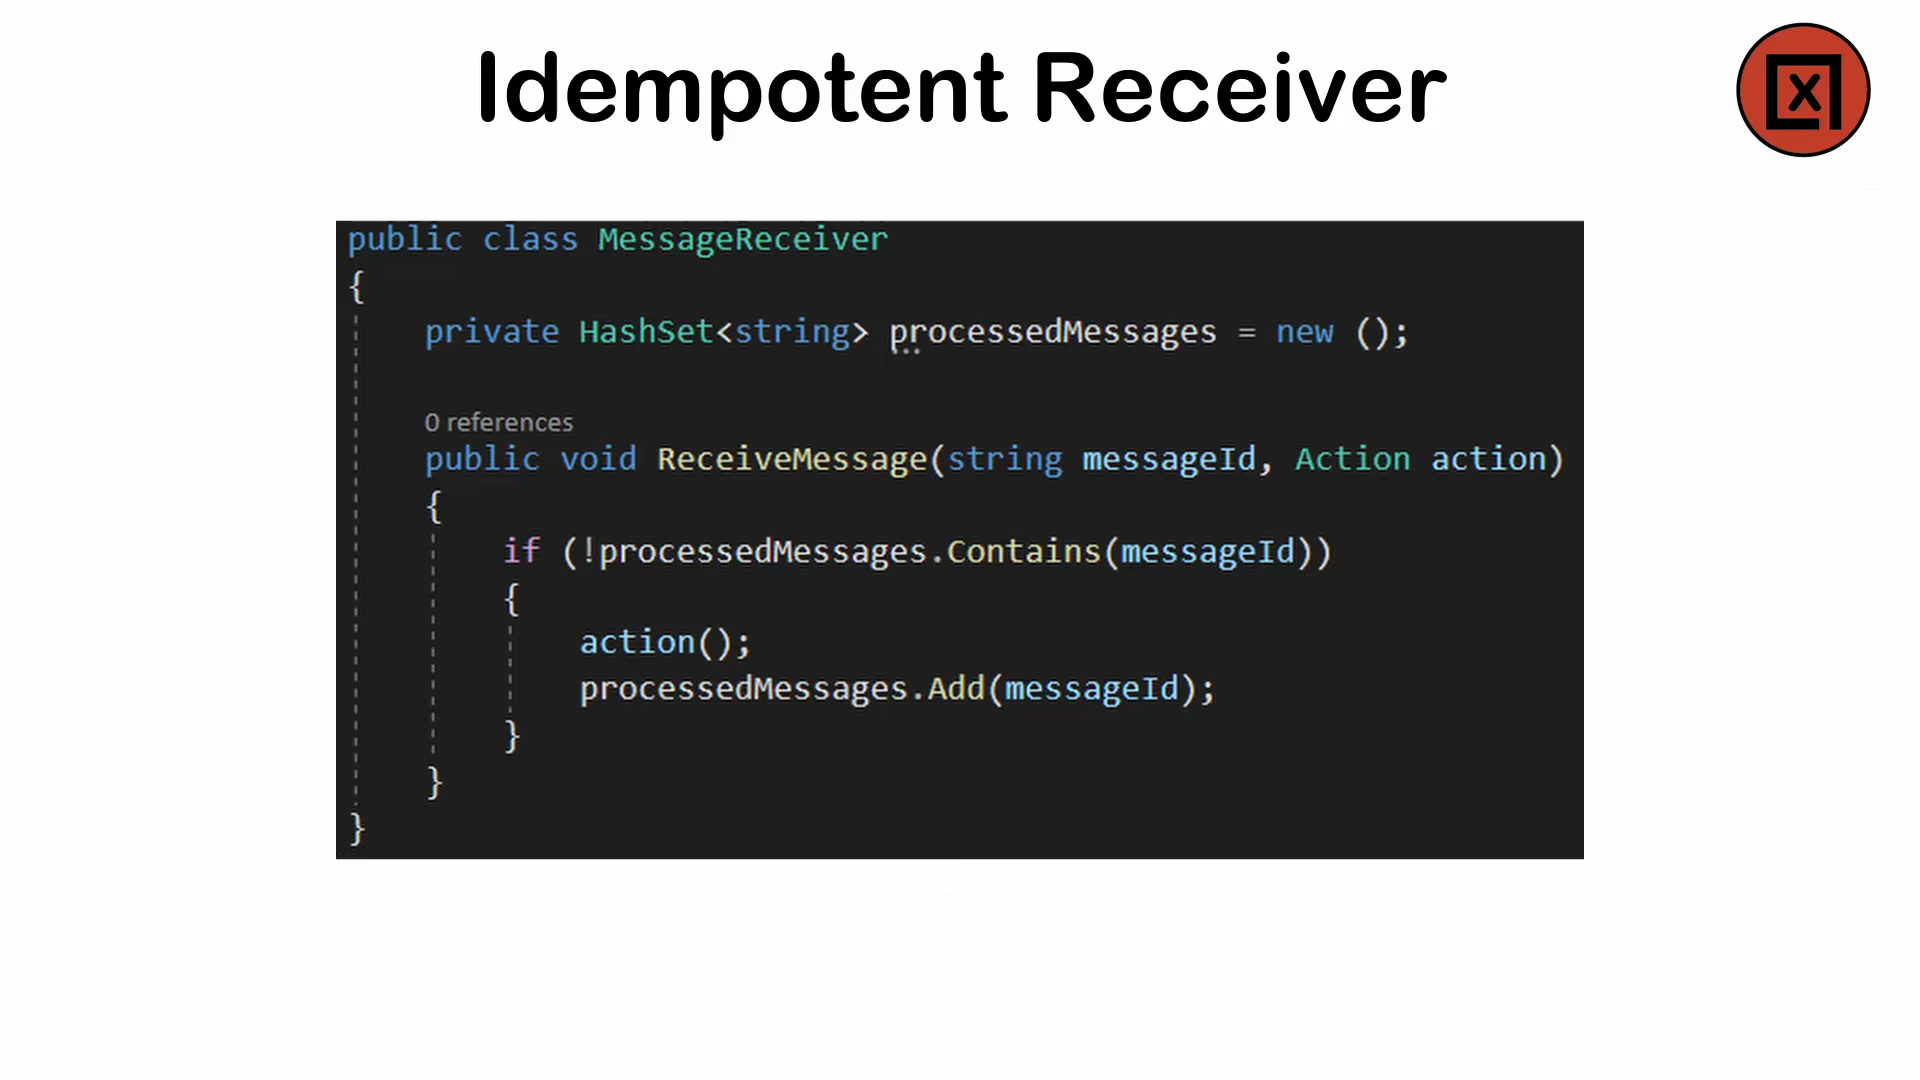 Idempotent Receiver
X
public class MessageReceiver
{
private HashSet<string> processedMessages = new ();
0 references
public void ReceiveMessage(string messageId, Action action)
{
if (!processedMessages.Contains(messageId))
{
action();
processedMessages.Add(messageId);
}
}
}